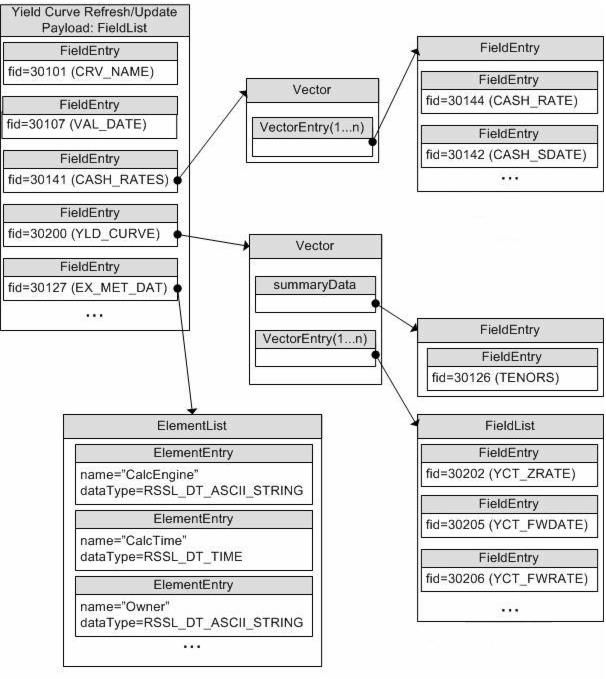 Yield Curve Refresh/Update
Payload: FieldList
FieldEntry
fid=30101 (CRV_NAME)
FieldEntry
fid=30107 (VAL_DATE)
FieldEntry
fid=30141 (CASH_RATES)
FieldEntry
fid=30200 (YLD_CURVE)
FieldEntry
fid=30127 (EX_MET_DAT)
...
Vector
VectorEntry(1...n)
FieldEntry
FieldEntry
fid=30144 (CASH_RATE)
FieldEntry
fid=30142 (CASH_SDATE)
...
Vector
summaryData
VectorEntry(1...n)
FieldEntry
FieldEntry
fid=30126 (TENORS)
ElementList
ElementEntry
name="CalcEngine"
dataType=RSSL_DT_ASCII_STRING
ElementEntry
name="CalcTime"
dataType=RSSL_DT_TIME
ElementEntry
name="Owner"
dataType=RSSL_DT_ASCII_STRING
...
FieldList
FieldEntry
fid=30202 (YCT_ZRATE)
FieldEntry
fid=30205 (YCT_FWDATE)
FieldEntry
fid=30206 (YCT_FWRATE)
...